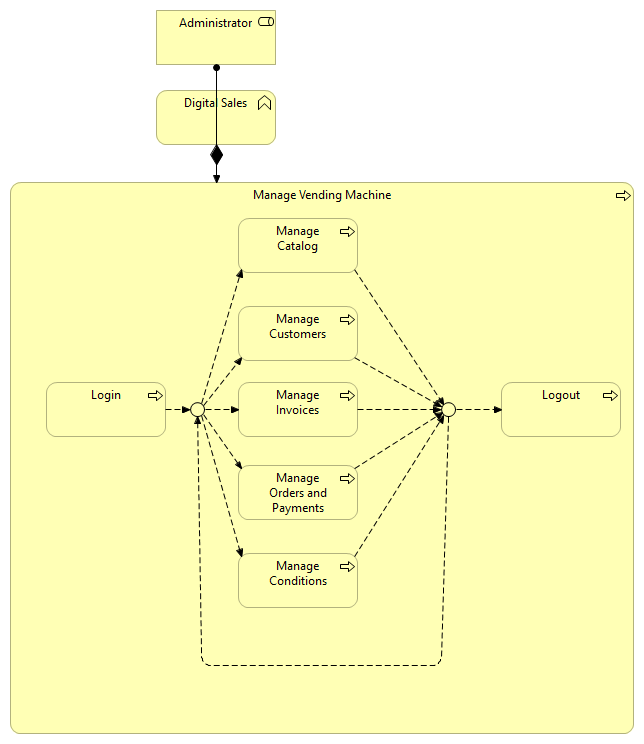 Administrator
Digital Sales
Manage Vending Machine
Manage
Catalog
Manage
Customers
Login
Manage
Invoices
Logout
Manage
Orders and
Payments
Manage
Conditions